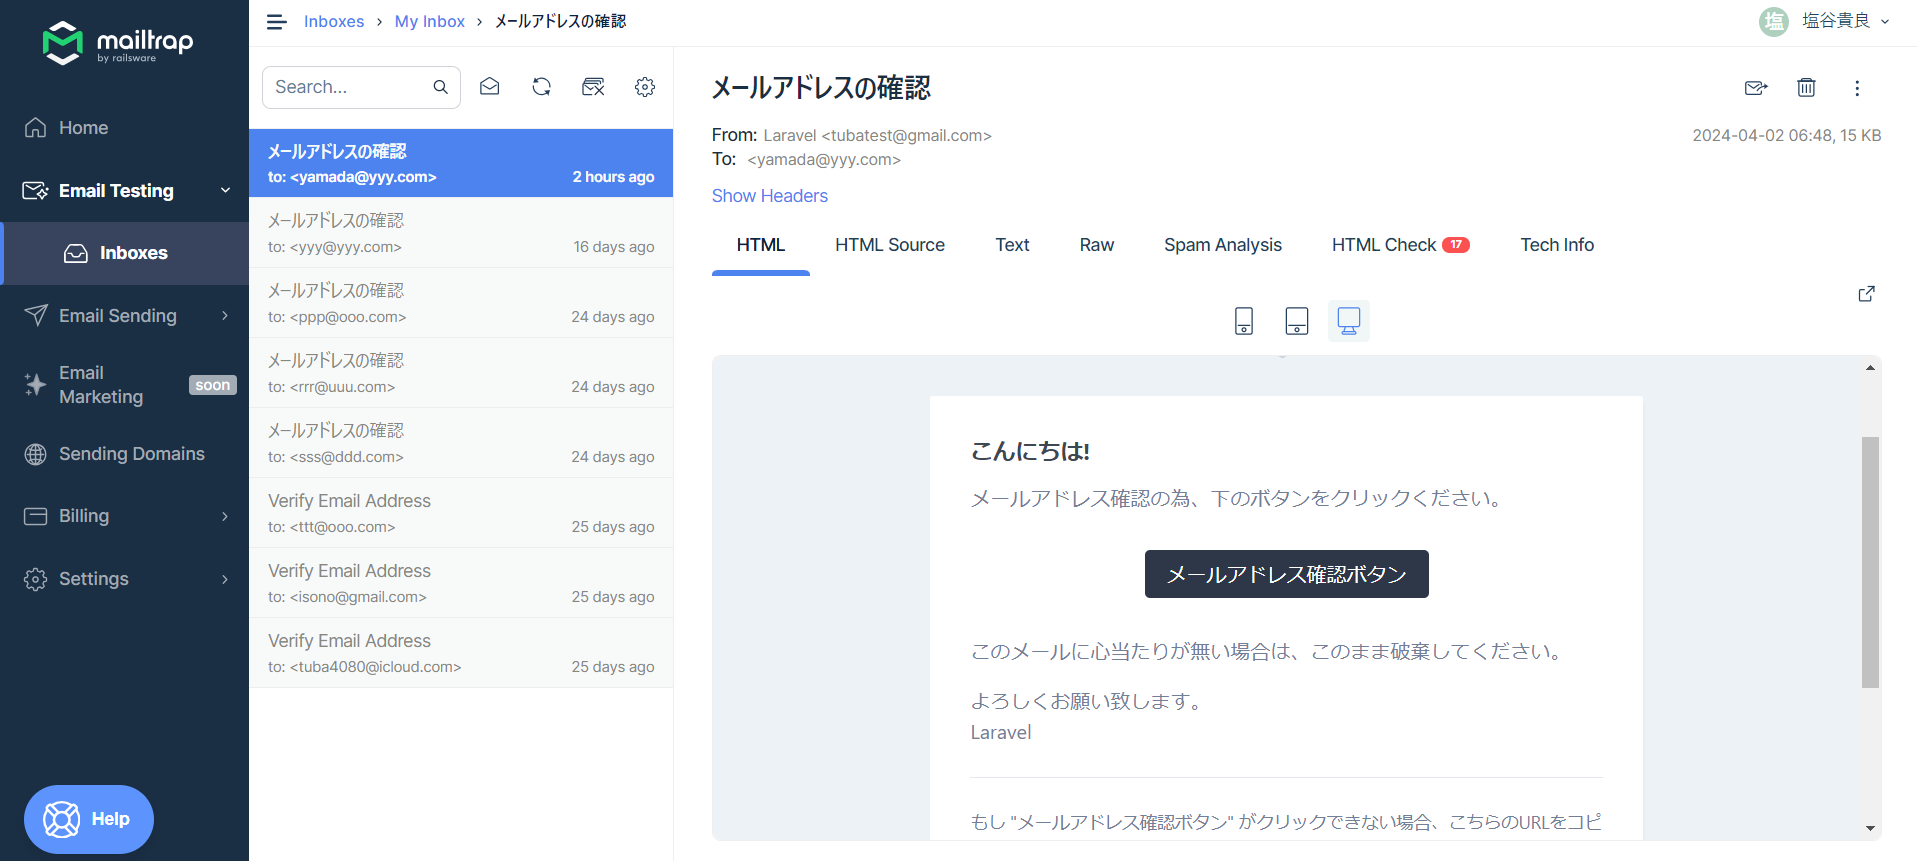 mailtrap
by railsware
Home
Email Testing
Inboxes
Email Sending
Email
Marketing
soon
Sending Domains
Billing
Settings
Help
Inboxes › My Inbox › メールアドレスの確認
塩 塩谷貴良
Search...
メールアドレスの確認
to: <yamada@yyy.com> 2 hours ago
メールアドレスの確認
to: <yyy@yyy.com> 16 days ago
メールアドレスの確認
to: <ppp@ooo.com> 24 days ago
メールアドレスの確認
to: <rrr@uuu.com> 24 days ago
メールアドレスの確認
to: <sss@ddd.com> 24 days ago
Verify Email Address
to: <ttt@ooo.com> 25 days ago
Verify Email Address
to: <isono@gmail.com> 25 days ago
Verify Email Address
to: <tuba4080@icloud.com> 25 days ago
メールアドレスの確認
From: Laravel <tubatest@gmail.com> 2024-04-02 06:48, 15 KB
To: <yamada@yyy.com>
Show Headers
HTML HTML Source Text Raw Spam Analysis HTML Check 17 Tech Info
こんにちは!
メールアドレス確認の為、下のボタンをクリックください。
メールアドレス確認ボタン
このメールに心当たりが無い場合は、このまま破棄してください。
よろしくお願い致します。
Laravel
もし "メールアドレス確認ボタン" がクリックできない場合、こちらのURLをコピ